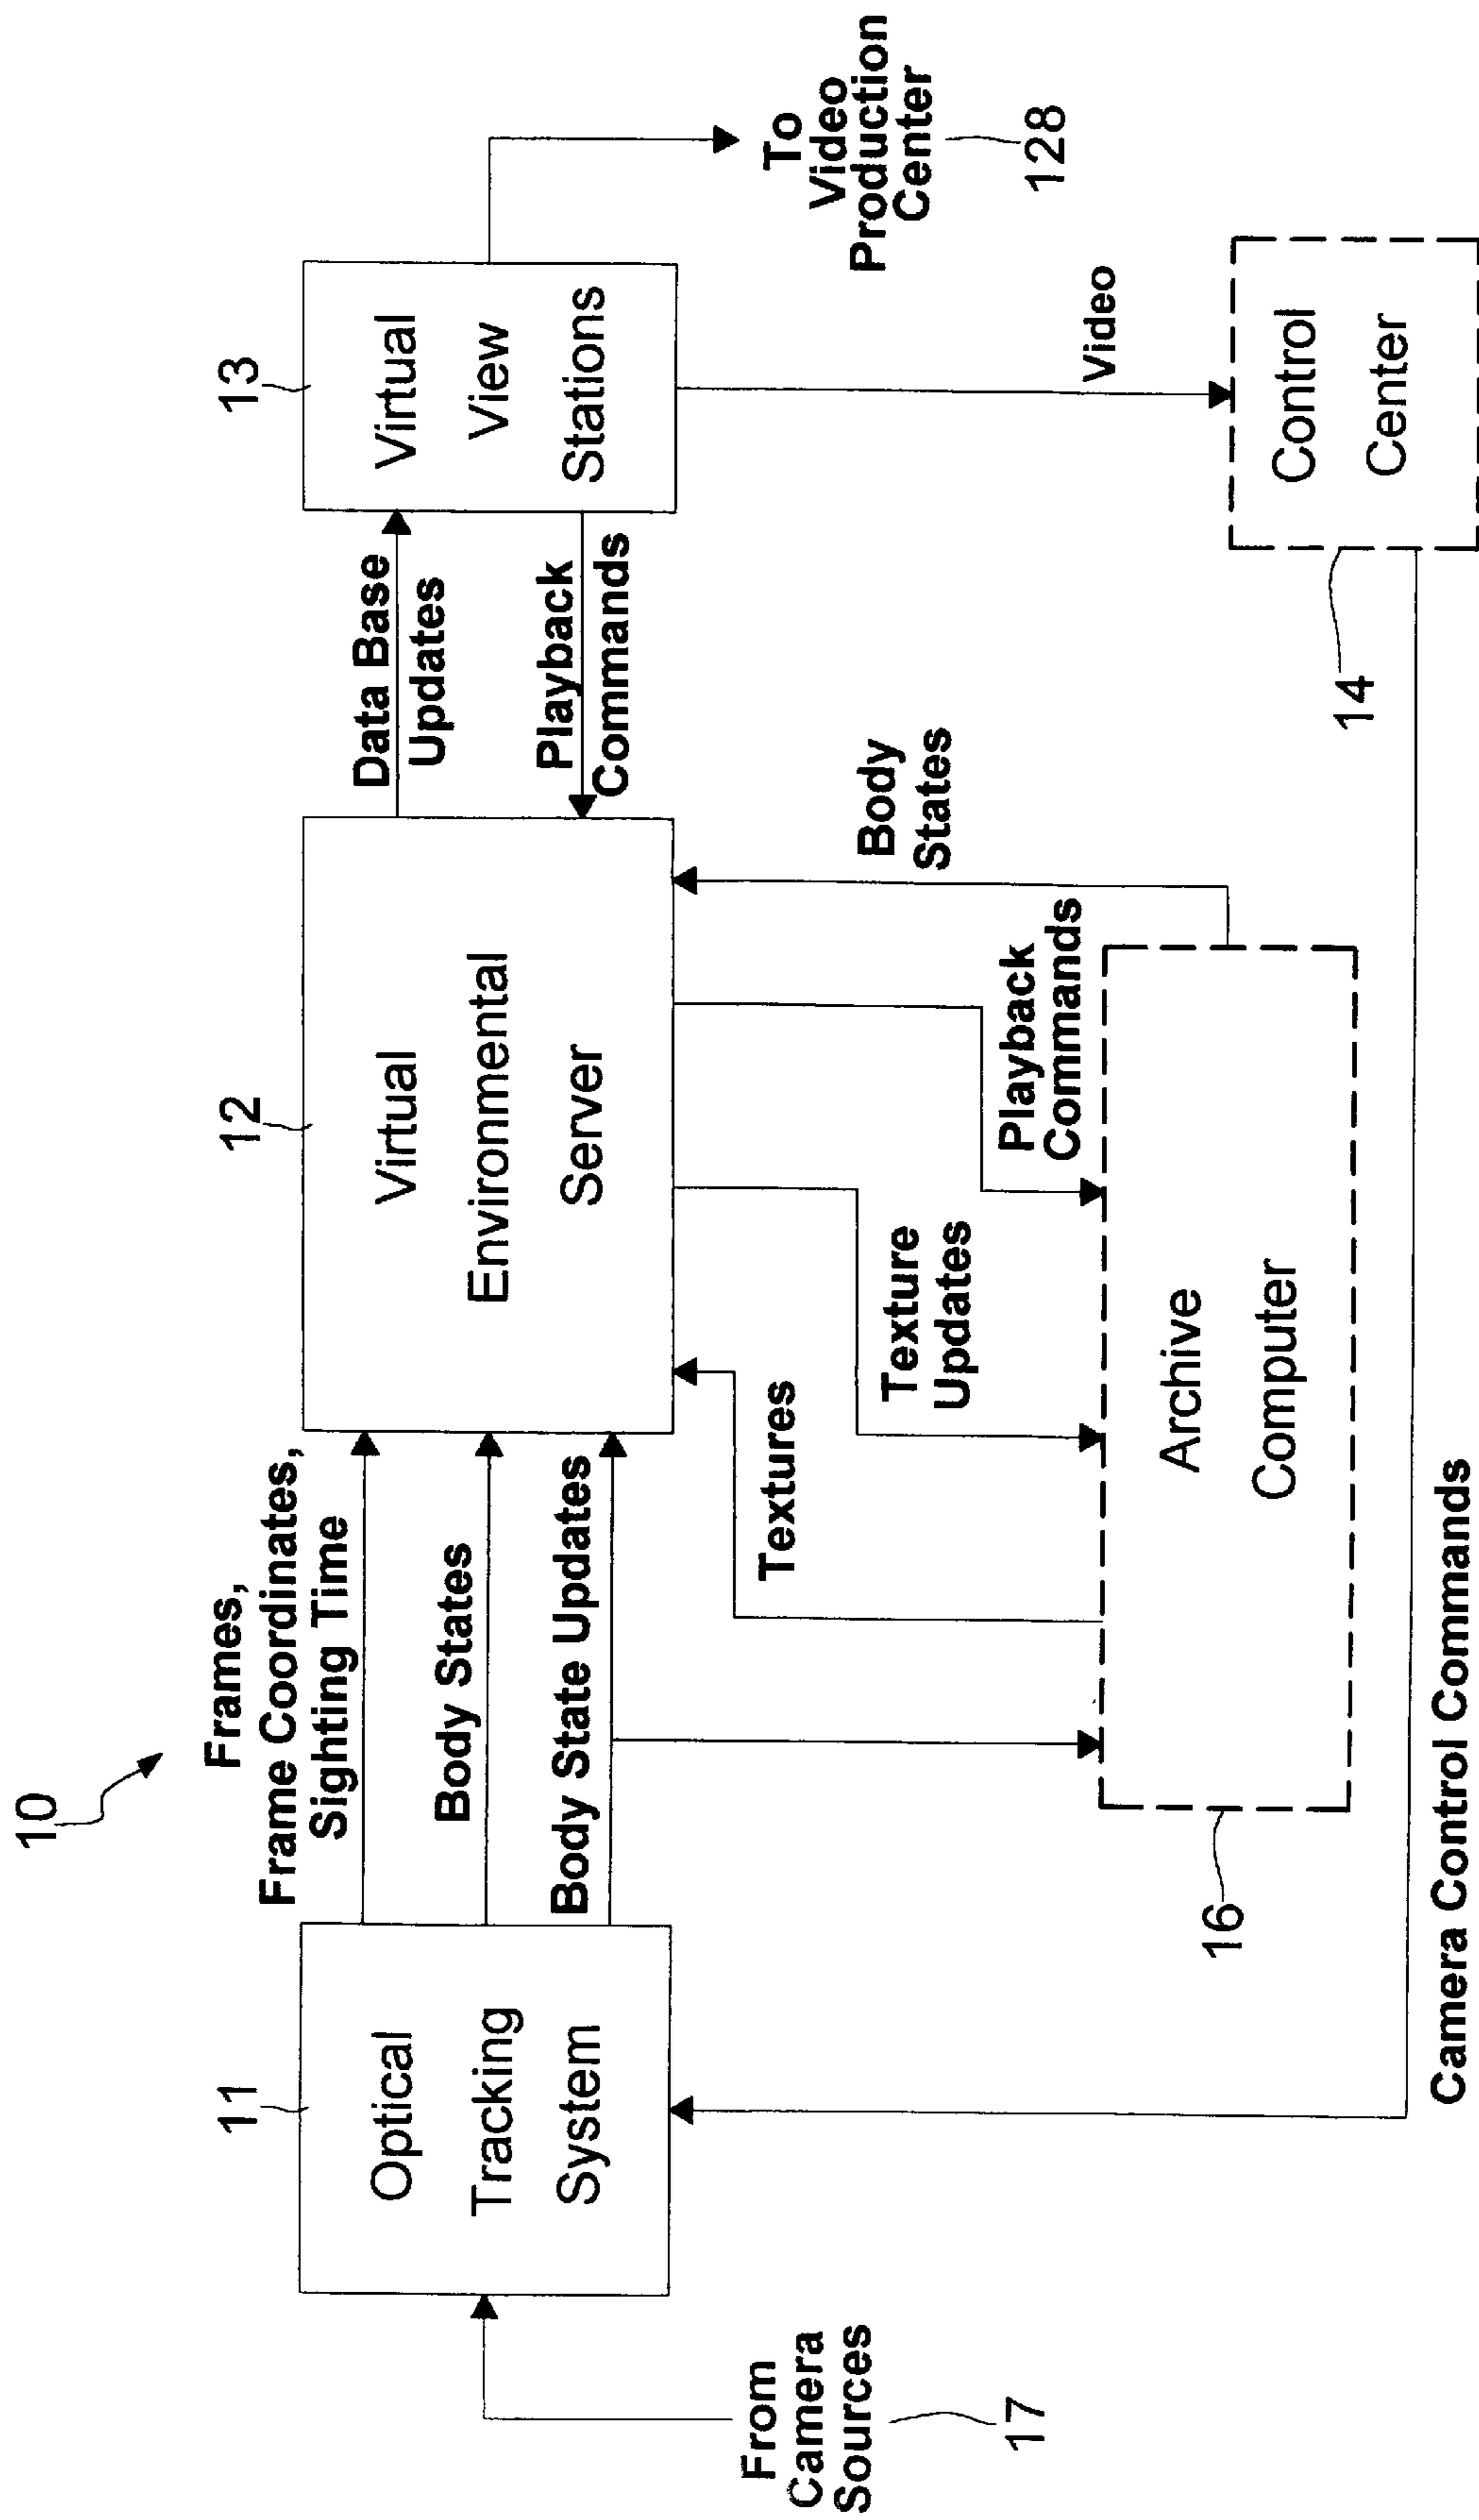 10
Frames,
Frame Coordinates,
Sighting Time
Body States
Body State Updates
11
Optical
Tracking
System
From
Camera
Sources
17
12
Virtual
Environmental
Server
Data Base
Updates
Playback
Commands
13
Virtual
View
Stations
To
Video
Production
Center
128
Textures
Texture
Updates
Playback
Commands
Body
States
Video
Archive
Computer
16
Control
Center
14
Camera Control Commands